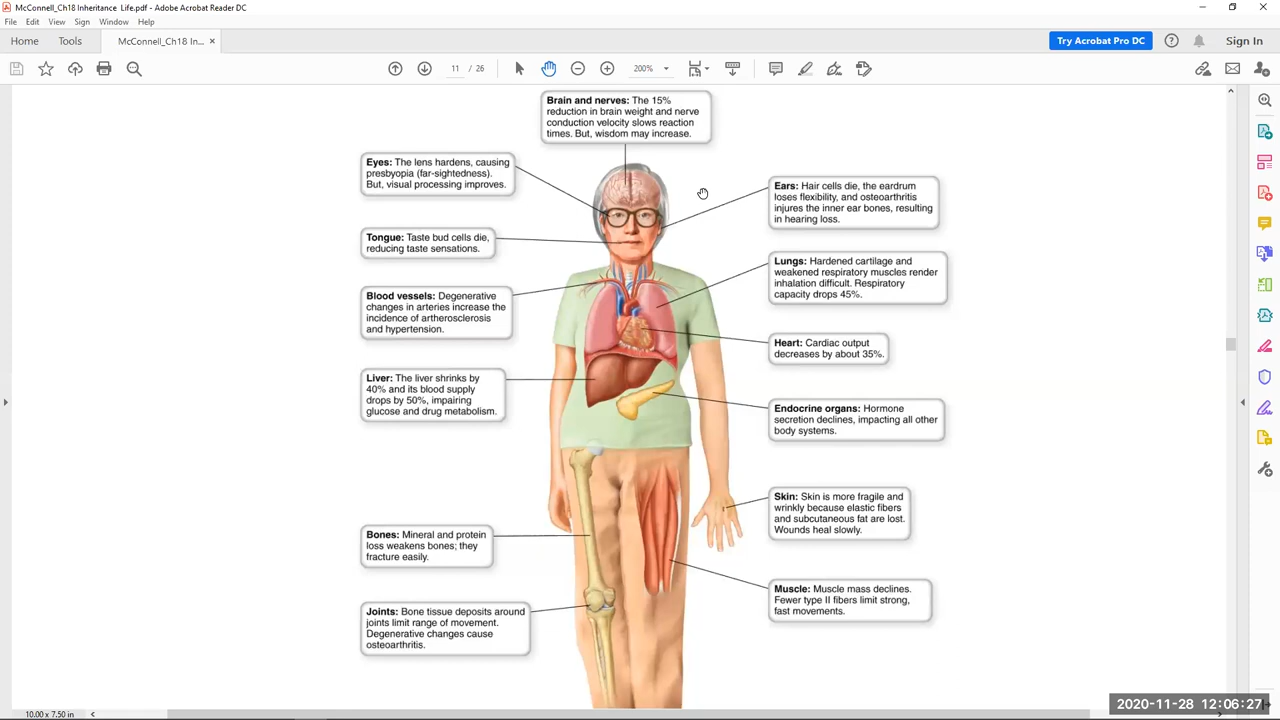 McConnell_Ch18 Inheritance Life.pdf - Adobe Acrobat Reader DC
File Edit View Sign Window Help
Home Tools McConnell_Ch18 In... × Try Acrobat Pro DC Sign In
11 / 26 200%
Brain and nerves: The 15%
reduction in brain weight and nerve
conduction velocity slows reaction
times. But, wisdom may increase.
Eyes: The lens hardens, causing
presbyopia (far-sightedness).
But, visual processing improves.
Ears: Hair cells die, the eardrum
loses flexibility, and osteoarthritis
injures the inner ear bones, resulting
in hearing loss.
Tongue: Taste bud cells die,
reducing taste sensations.
Lungs: Hardened cartilage and
weakened respiratory muscles render
inhalation difficult. Respiratory
capacity drops 45%.
Blood vessels: Degenerative
changes in arteries increase the
incidence of artherosclerosis
and hypertension.
Heart: Cardiac output
decreases by about 35%.
Liver: The liver shrinks by
40% and its blood supply
drops by 50%, impairing
glucose and drug metabolism.
Endocrine organs: Hormone
secretion declines, impacting all other
body systems.
Skin: Skin is more fragile and
wrinkly because elastic fibers
and subcutaneous fat are lost.
Wounds heal slowly.
Bones: Mineral and protein
loss weakens bones; they
fracture easily.
Muscle: Muscle mass declines.
Fewer type II fibers limit strong,
fast movements.
Joints: Bone tissue deposits around
joints limit range of movement.
Degenerative changes cause
osteoarthritis.
10.00 x 7.50 in
2020-11-28 12:06:27